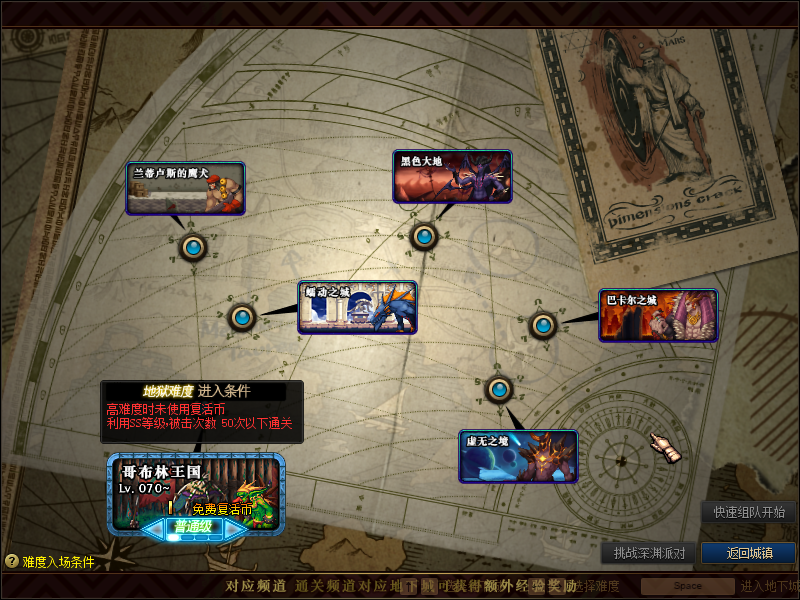 MARS
Dimensions Crack
黑色大地
兰蒂卢斯的鹰犬
蠕动之城
巴卡尔之城
地狱难度 进入条件
高难度时未使用复活币
利用SS等级,被击次数 50次以下通关
虚无之境
哥布林王国
Lv. 070~
免费复活币
普通级
快速组队开始
挑战深渊派对
返回城镇
? 难度入场条件
对应频道 通关频道对应地下城可获得额外经验奖励
选择难度
Space
进入地下城